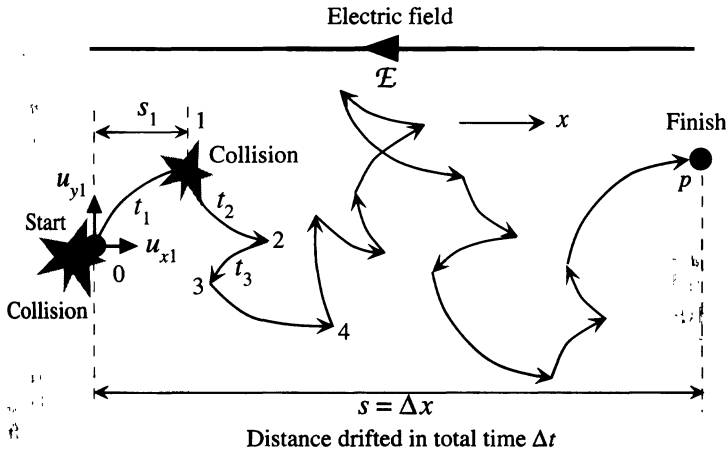 Electric field
ℰ
x
s₁
1
Collision
Finish
p
u_y1
t₁
t₂
Start
u_x1
0
2
t₃
3
4
Collision
s = Δx
Distance drifted in total time Δt